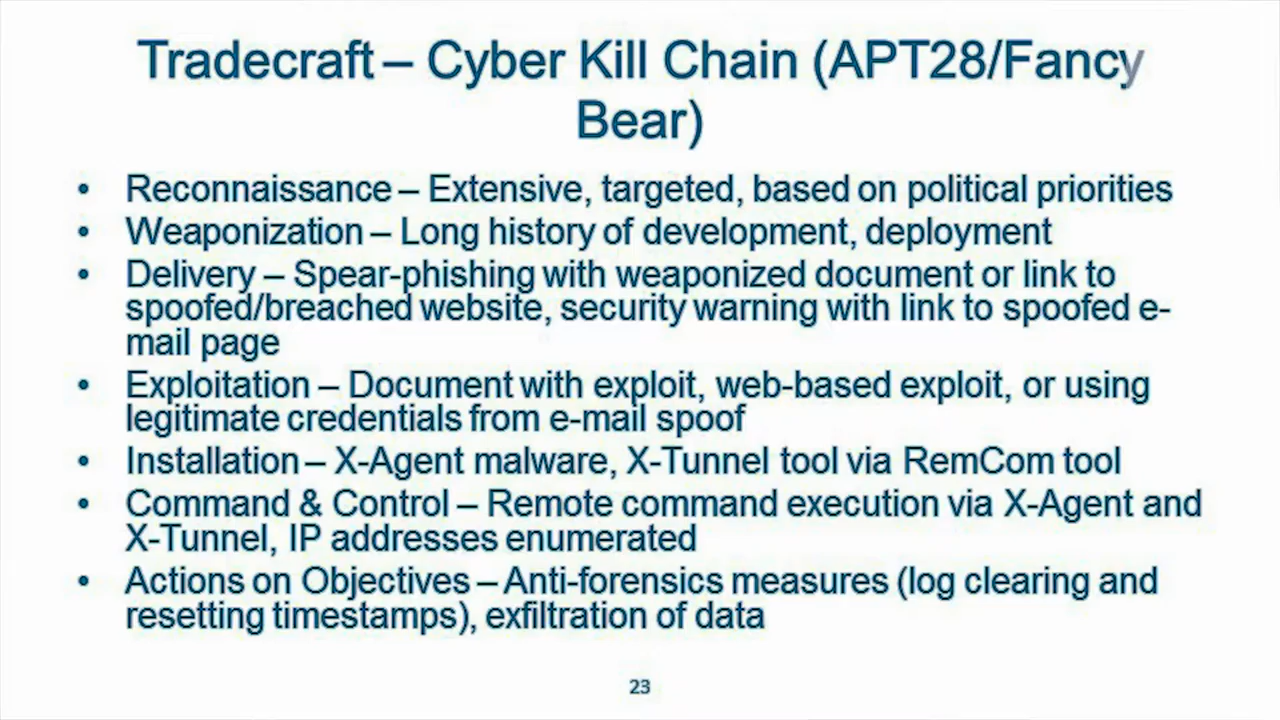 Tradecraft – Cyber Kill Chain (APT28/Fancy
Bear)
• Reconnaissance – Extensive, targeted, based on political priorities
• Weaponization – Long history of development, deployment
• Delivery – Spear-phishing with weaponized document or link to
spoofed/breached website, security warning with link to spoofed e-
mail page
• Exploitation – Document with exploit, web-based exploit, or using
legitimate credentials from e-mail spoof
• Installation – X-Agent malware, X-Tunnel tool via RemCom tool
• Command & Control – Remote command execution via X-Agent and
X-Tunnel, IP addresses enumerated
• Actions on Objectives – Anti-forensics measures (log clearing and
resetting timestamps), exfiltration of data
23